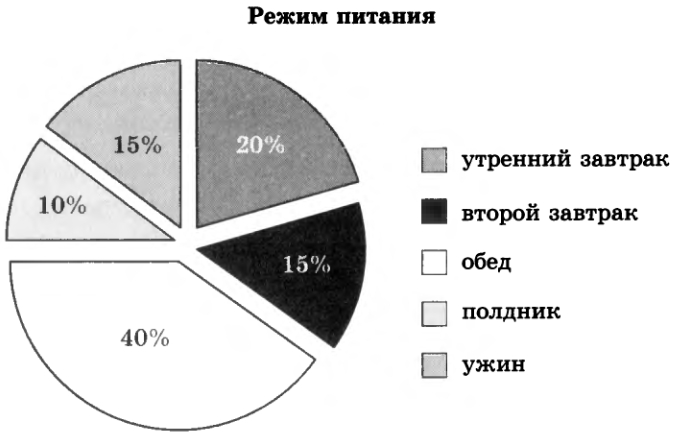 Режим питания
15%
20%
10%
15%
40%
утренний завтрак
второй завтрак
обед
полдник
ужин